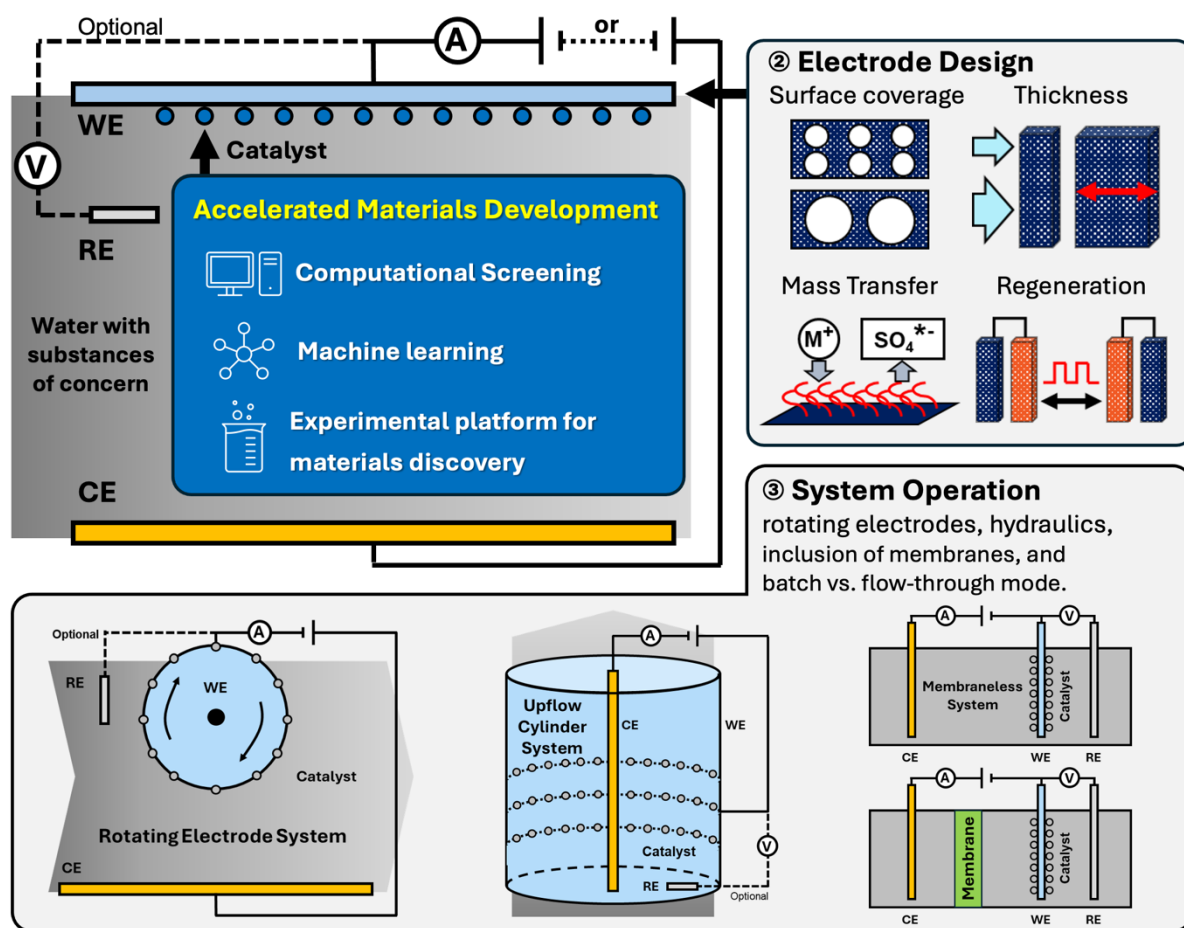 Optional
A
or
WE
V
Catalyst
RE
Accelerated Materials Development
Computational Screening
Machine learning
Experimental platform for
materials discovery
Water with
substances
of concern
CE
② Electrode Design
Surface coverage
Thickness
Mass Transfer
Regeneration
M+
SO4*-
③ System Operation
rotating electrodes, hydraulics,
inclusion of membranes, and
batch vs. flow-through mode.
Optional
A
RE
WE
Catalyst
Rotating Electrode System
CE
A
Upflow
Cylinder
System
CE
WE
Catalyst
V
RE
Optional
A
V
Membraneless
System
Catalyst
CE
WE
RE
A
V
Membrane
Catalyst
CE
WE
RE